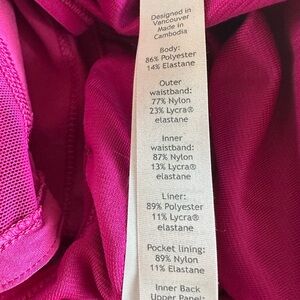 Designed in
Vancouver
Made in
Cambodia
Body:
86% Polyester
14% Elastane
Outer
waistband:
77% Nylon
23% Lycra®
elastane
Inner
waistband:
87% Nylon
13% Lycra®
elastane
Liner:
89% Polyester
11% Lycra®
elastane
Pocket lining:
89% Nylon
11% Elastane
Inner Back
Upper Panel: